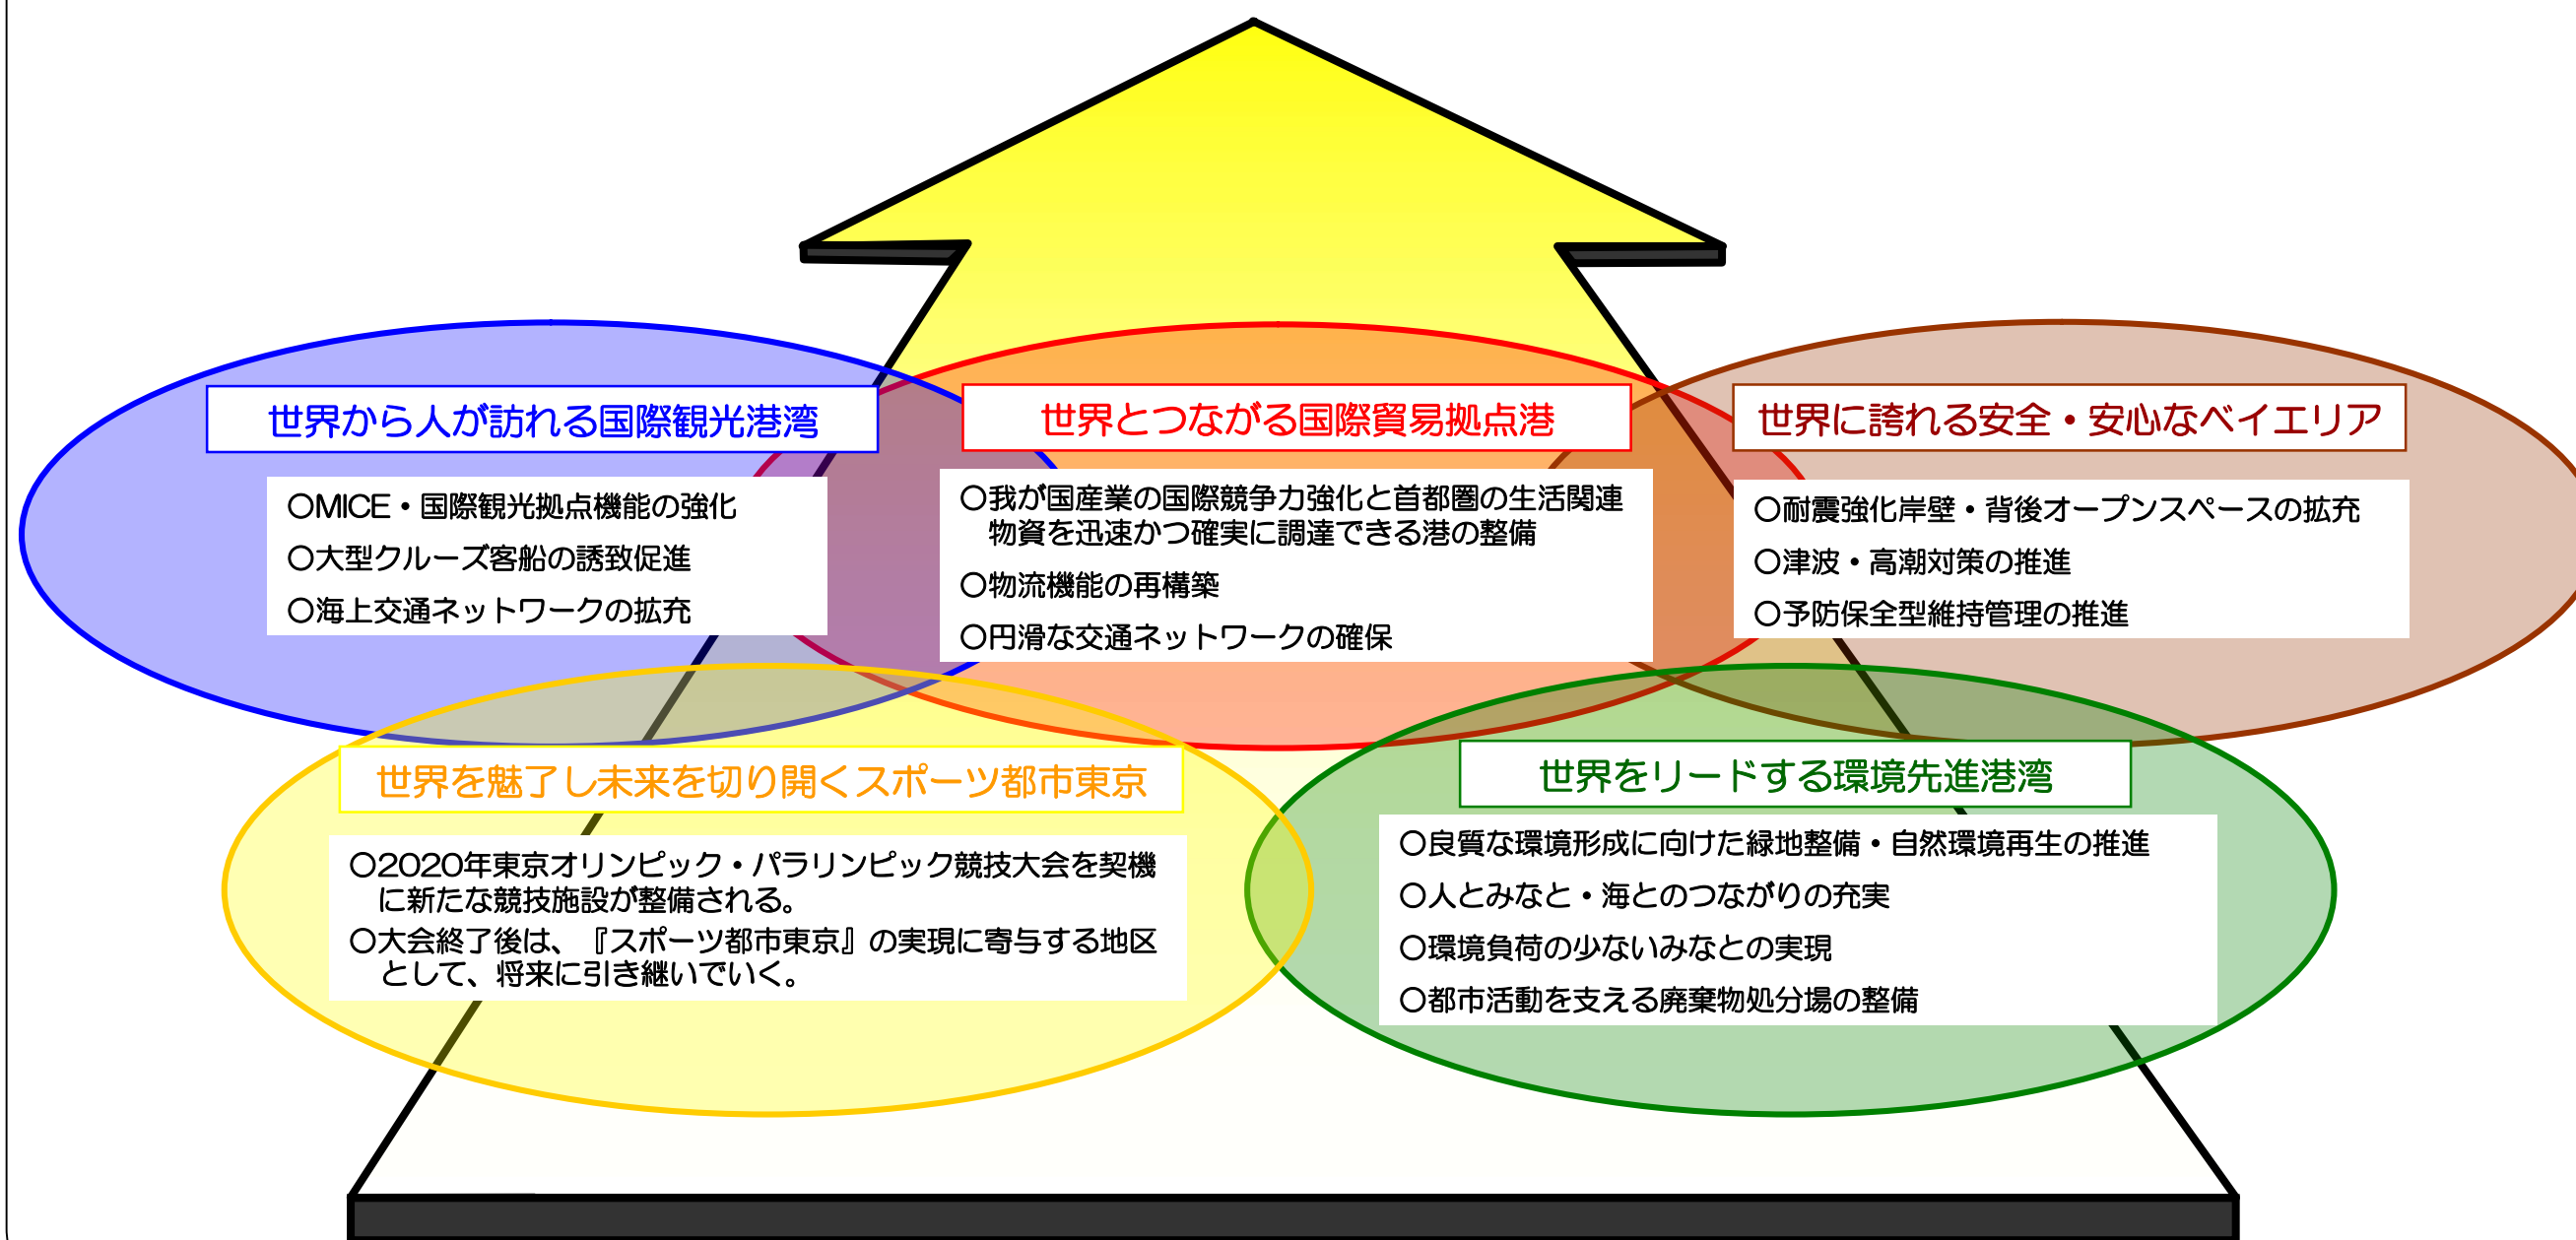 世界から人が訪れる国際観光港湾
〇MICE・国際観光拠点機能の強化
〇大型クルーズ客船の誘致促進
〇海上交通ネットワークの拡充
世界とつながる国際貿易拠点港
〇我が国産業の国際競争力強化と首都圏の生活関連
物資を迅速かつ確実に調達できる港の整備
〇物流機能の再構築
〇円滑な交通ネットワークの確保
世界に誇れる安全・安心なベイエリア
〇耐震強化岸壁・背後オープンスペースの拡充
〇津波・高潮対策の推進
〇予防保全型維持管理の推進
世界を魅了し未来を切り開くスポーツ都市東京
〇2020年東京オリンピック・パラリンピック競技大会を契機
に新たな競技施設が整備される。
〇大会終了後は、『スポーツ都市東京』の実現に寄与する地区
として、将来に引き継いでいく。
世界をリードする環境先進港湾
〇良質な環境形成に向けた緑地整備・自然環境再生の推進
〇人とみなと・海とのつながりの充実
〇環境負荷の少ないみなとの実現
〇都市活動を支える廃棄物処分場の整備